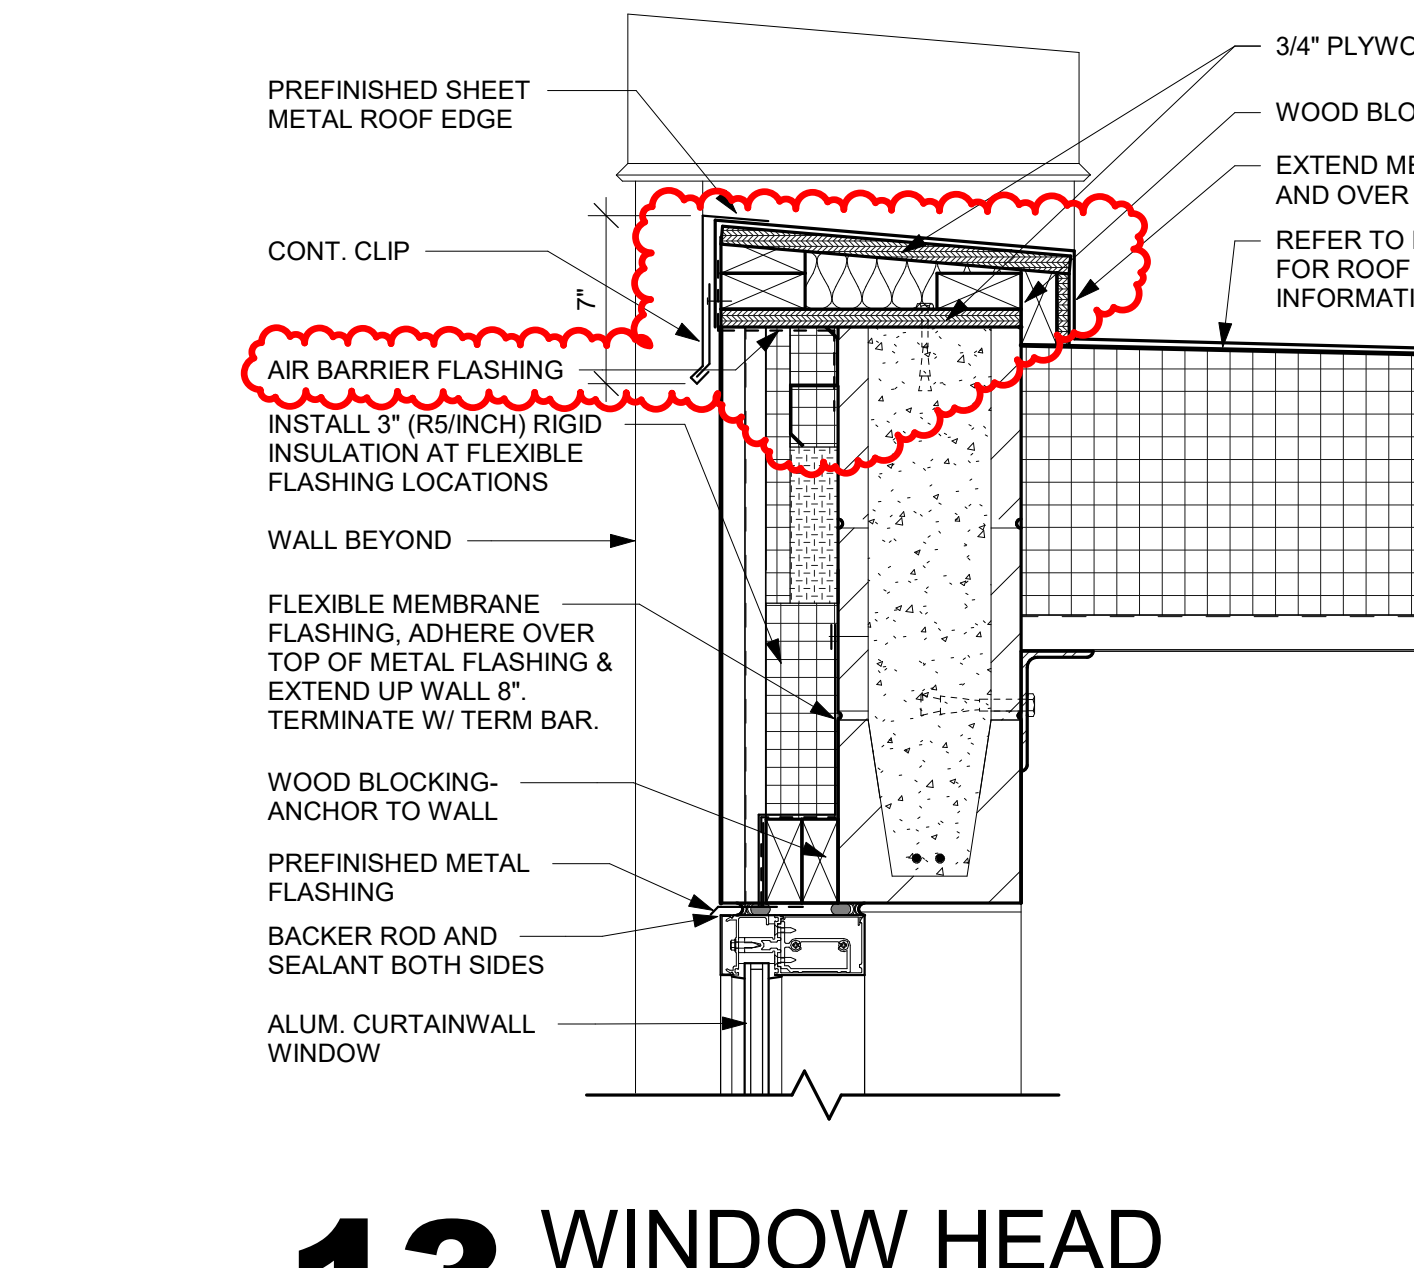 PREFINISHED SHEET
METAL ROOF EDGE
CONT. CLIP
7"
AIR BARRIER FLASHING
INSTALL 3" (R5/INCH) RIGID
INSULATION AT FLEXIBLE
FLASHING LOCATIONS
WALL BEYOND
FLEXIBLE MEMBRANE
FLASHING, ADHERE OVER
TOP OF METAL FLASHING &
EXTEND UP WALL 8".
TERMINATE W/ TERM BAR.
WOOD BLOCKING-
ANCHOR TO WALL
PREFINISHED METAL
FLASHING
BACKER ROD AND
SEALANT BOTH SIDES
ALUM. CURTAINWALL
WINDOW
3/4" PLYWO
WOOD BLO
EXTEND ME
AND OVER
REFER TO
FOR ROOF
INFORMATI
13 WINDOW HEAD